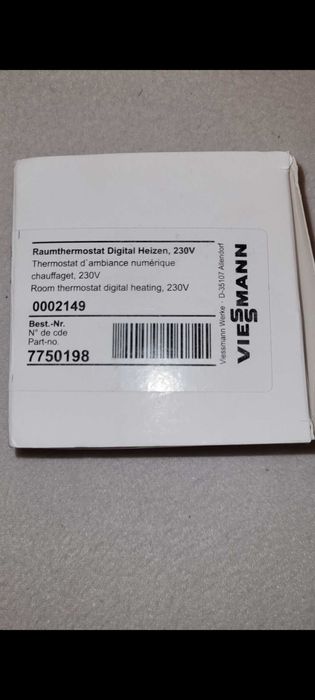 Raumthermostat Digital Heizen, 230V
Thermostat d´ambiance numérique
chauffaget, 230V
Room thermostat digital heating, 230V
0002149
Best.-Nr.
N° de cde
Part-no.
7750198
Viessmann Werke · D-35107 Allendorf
VIESSMANN